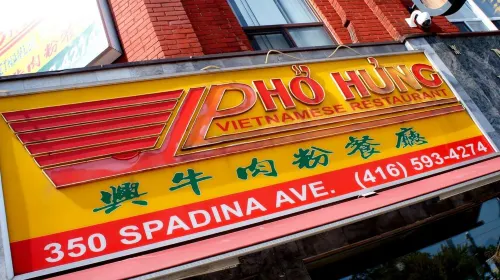 PHỞ HƯNG
VIETNAMESE RESTAURANT
興牛肉粉餐廳
350 SPADINA AVE. (416) 593-4274